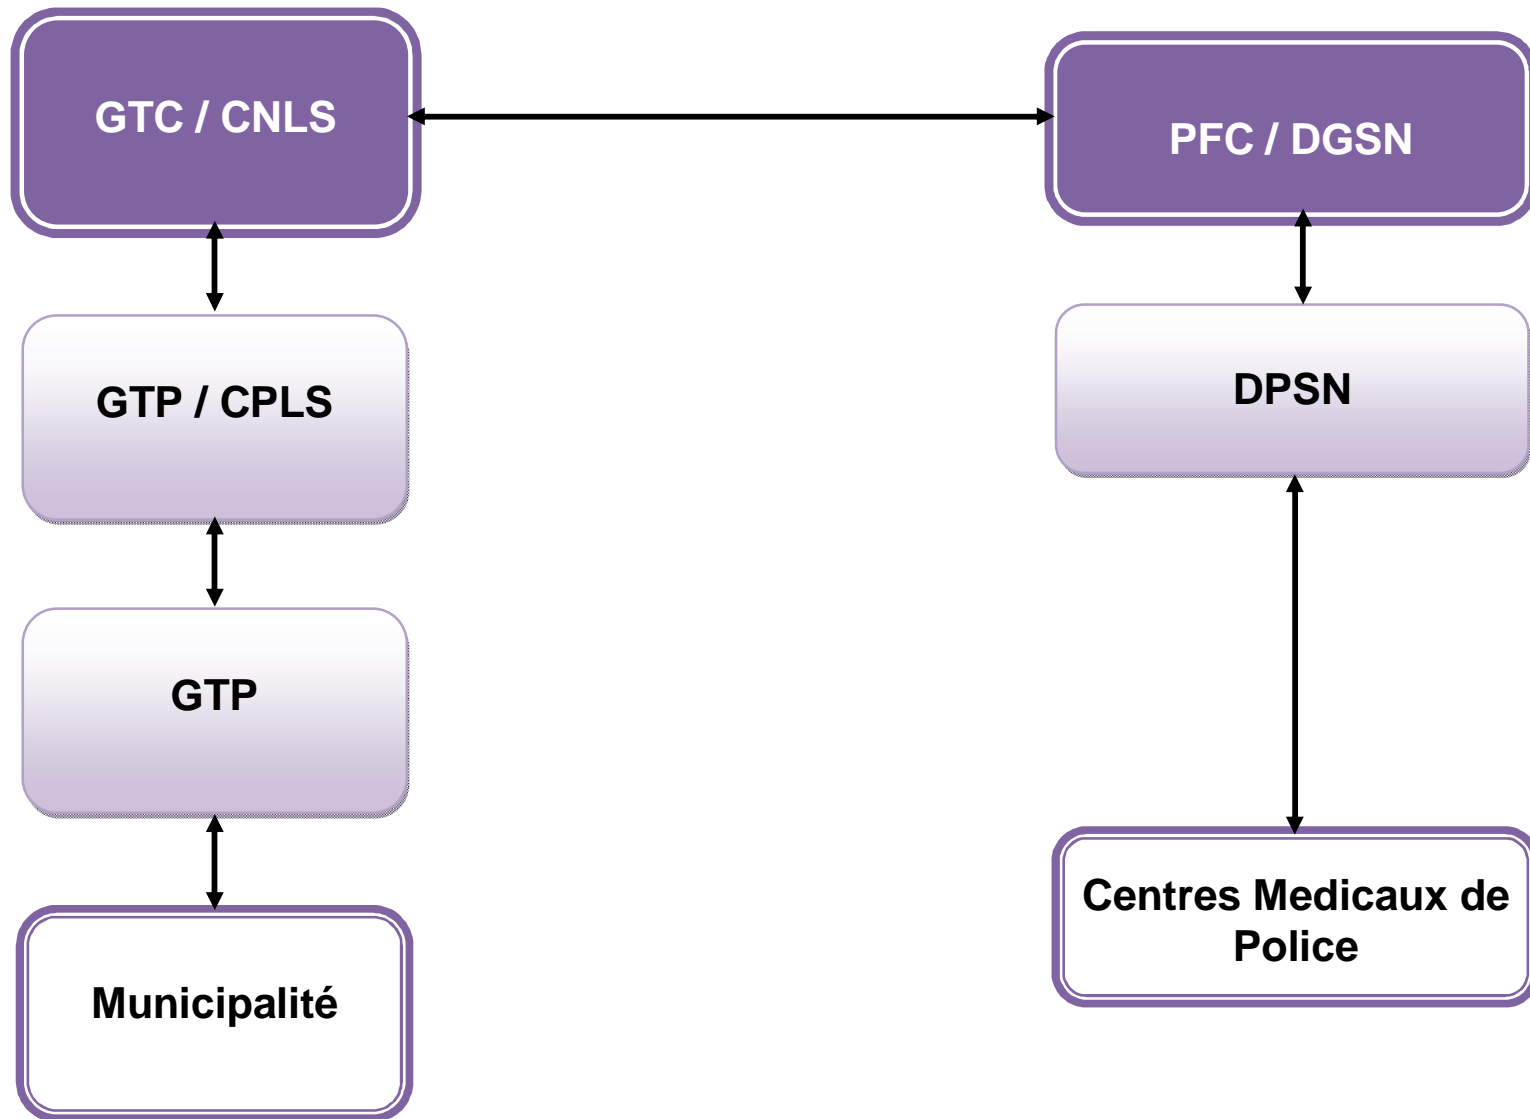 GTC / CNLS
PFC / DGSN
GTP / CPLS
DPSN
GTP
Centres Medicaux de
Police
Municipalité